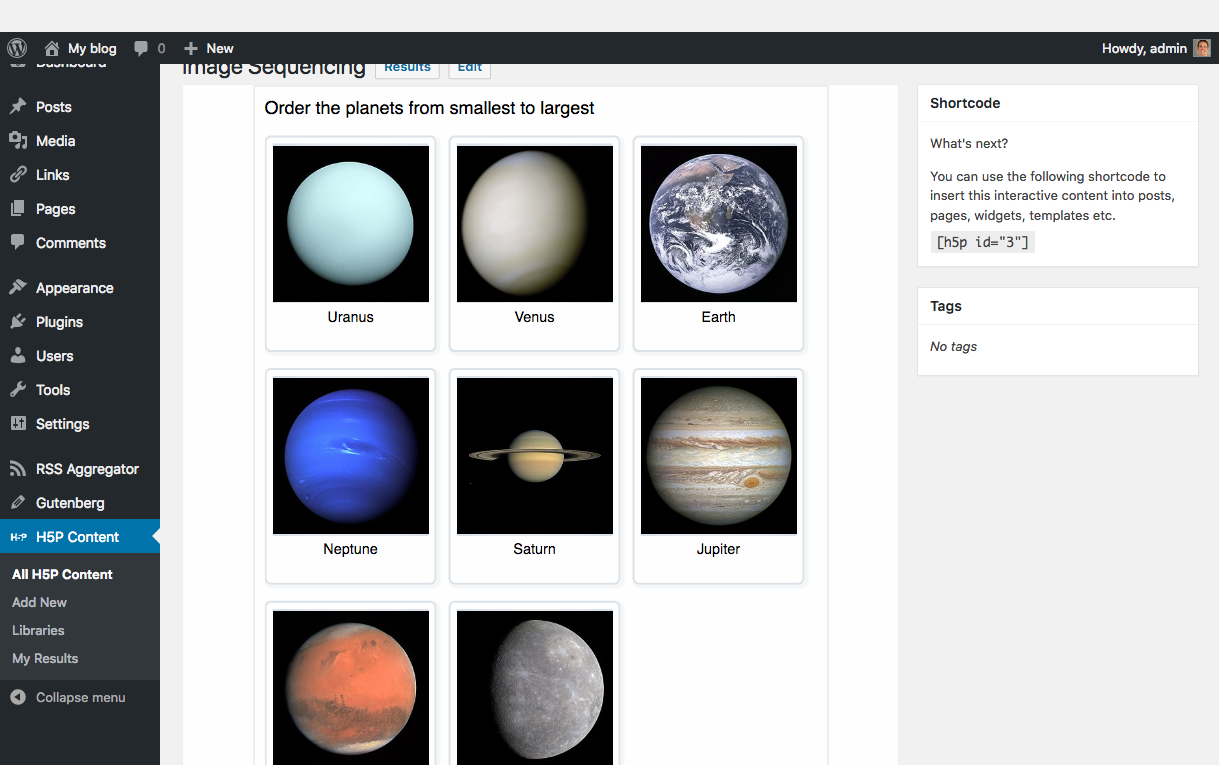 My blog
0
New
Howdy, admin
Dashboard
Posts
Media
Links
Pages
Comments
Appearance
Plugins
Users
Tools
Settings
RSS Aggregator
Gutenberg
H5P
H5P Content
All H5P Content
Add New
Libraries
My Results
Collapse menu
Image Sequencing
Results
Edit
Order the planets from smallest to largest
Uranus
Venus
Earth
Neptune
Saturn
Jupiter
Shortcode
What's next?
You can use the following shortcode to
insert this interactive content into posts,
pages, widgets, templates etc.
[h5p id="3"]
Tags
No tags